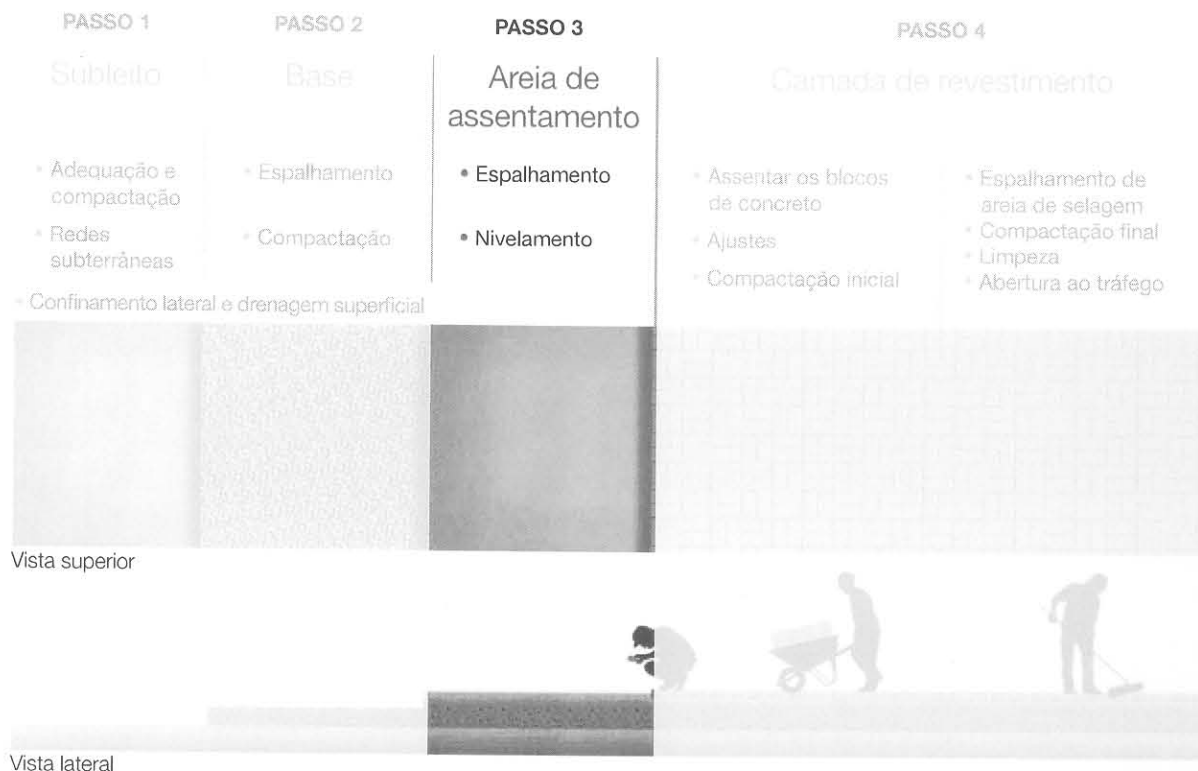 PASSO 1
Subleito
• Adequação e
compactação
• Redes
subterrâneas
PASSO 2
Base
• Espalhamento
• Compactação
• Confinamento lateral e drenagem superficial
PASSO 3
Areia de
assentamento
• Espalhamento
• Nivelamento
PASSO 4
Camada de revestimento
• Assentar os blocos
de concreto
• Ajustes
• Compactação inicial
• Espalhamento de
areia de selagem
• Compactação final
• Limpeza
• Abertura ao tráfego
Vista superior
Vista lateral